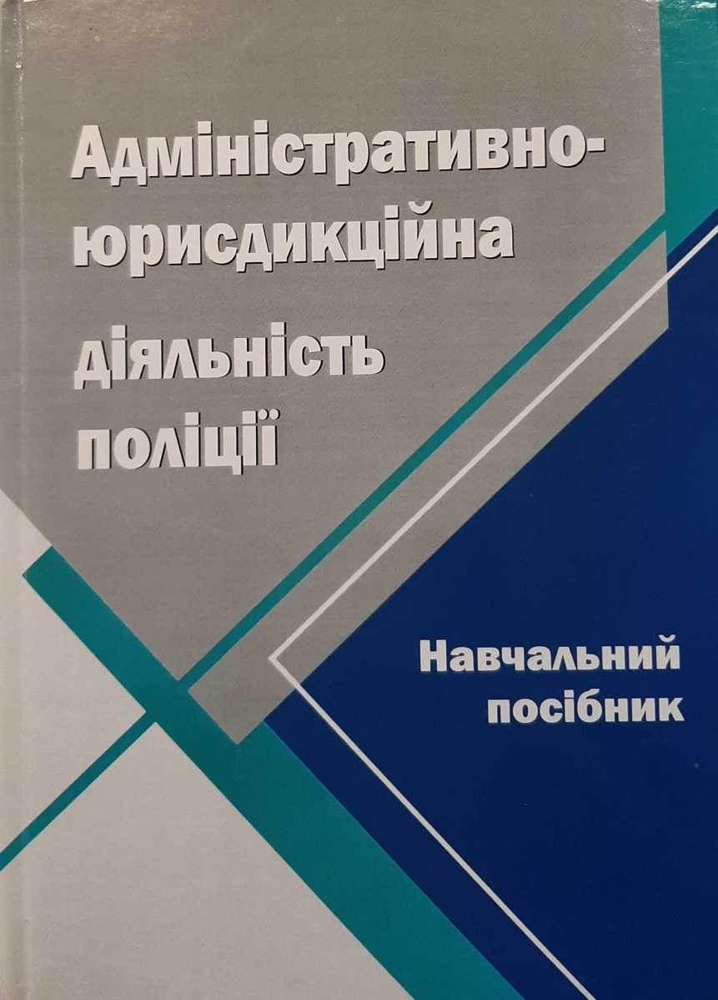 Адміністративно-
юрисдикційна
діяльність
поліції
Навчальний
посібник